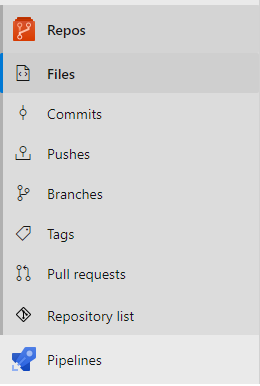 Repos
Files
Commits
Pushes
Branches
Tags
Pull requests
Repository list
Pipelines